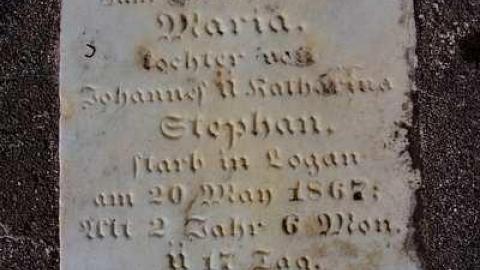 Zum
Maria.
tochter von
Johannes Ü Katharina
Stephan.
starb in Logan
am 20 May 1867;
Alt 2 Jahr 6 Mon.
Ü 17 Tag.